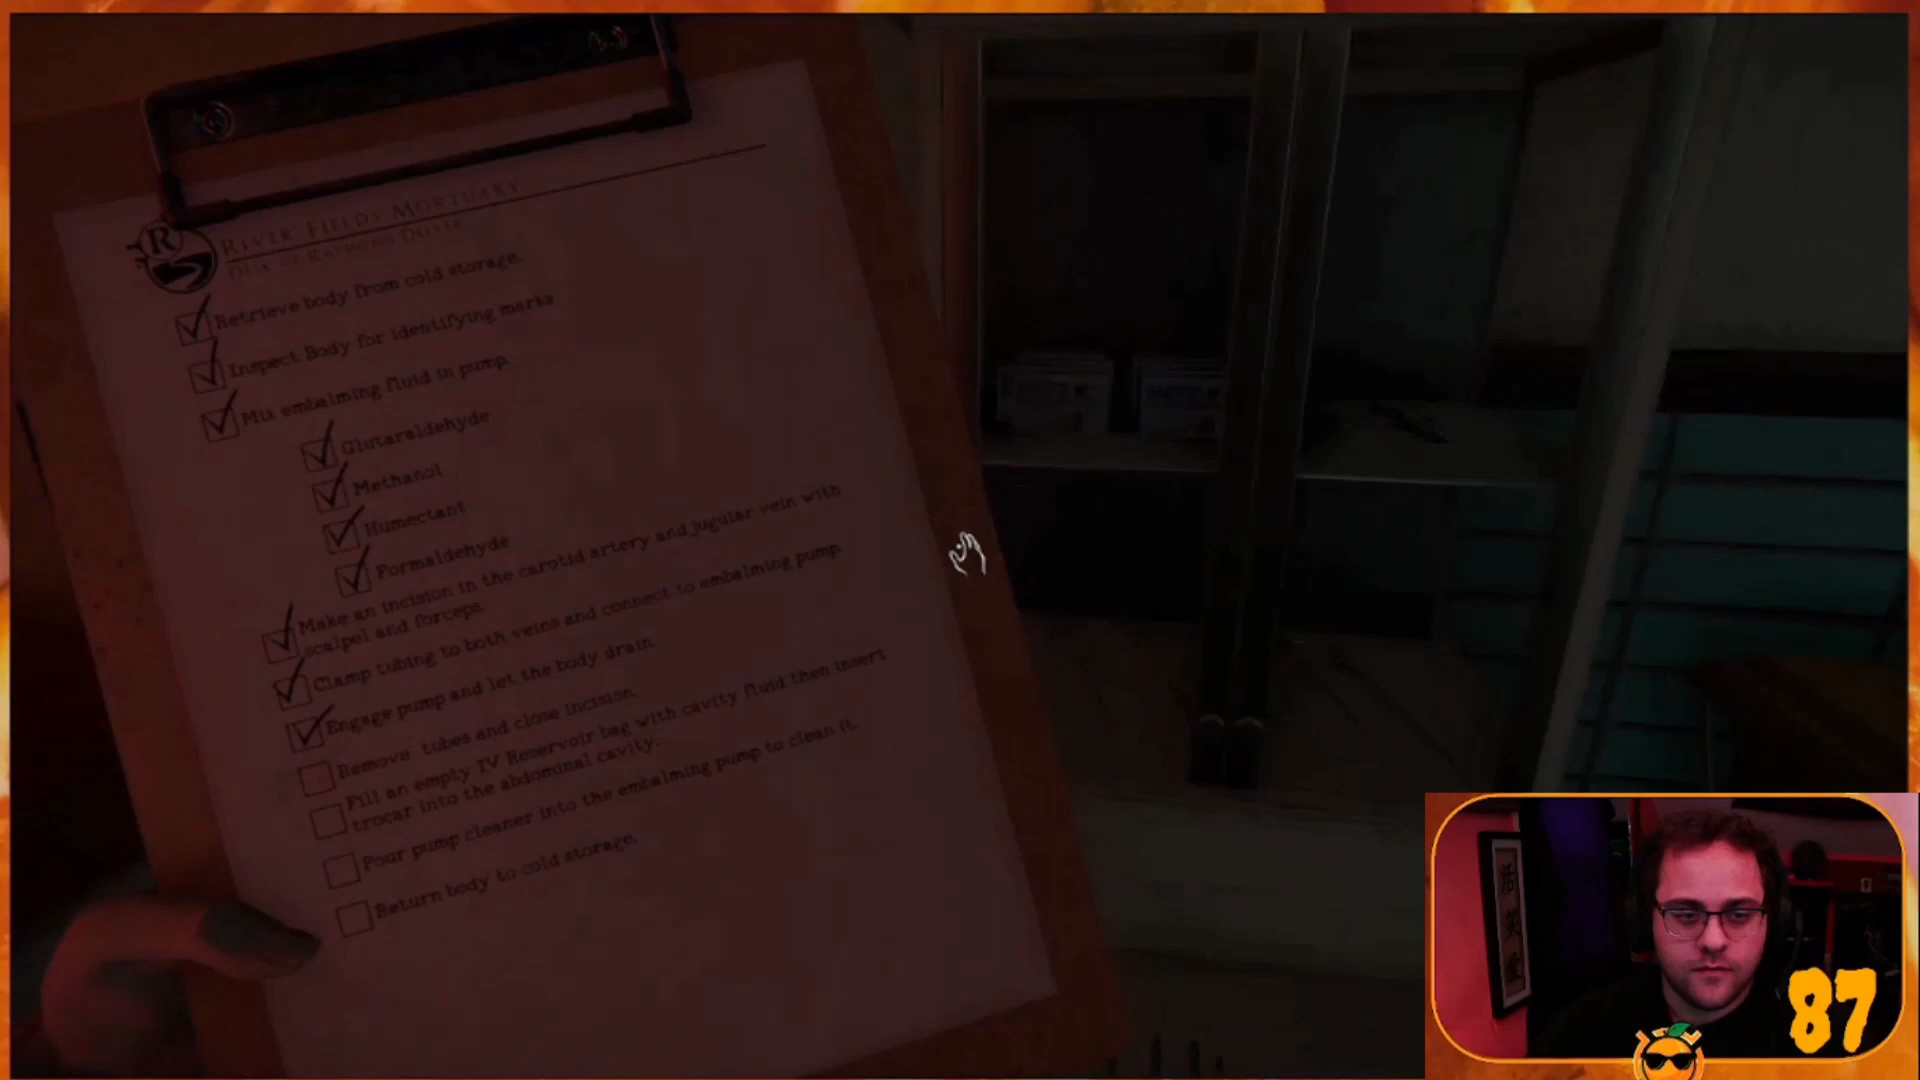 RIVER FIELDS MORTUARY
DESK OF RAYMOND DELVER
Retrieve body from cold storage.
Inspect Body for identifying marks
Mix embalming fluid in pump.
Glutaraldehyde
Methanol
Humectant
Formaldehyde
Make an incision in the carotid artery and jugular vein with
scalpel and forceps.
Clamp tubing to both veins and connect to embalming pump.
Engage pump and let the body drain.
Remove tubes and close incision.
Fill an empty IV Reservoir bag with cavity fluid then insert
trocar into the abdominal cavity.
Pour pump cleaner into the embalming pump to clean it.
Return body to cold storage.
87